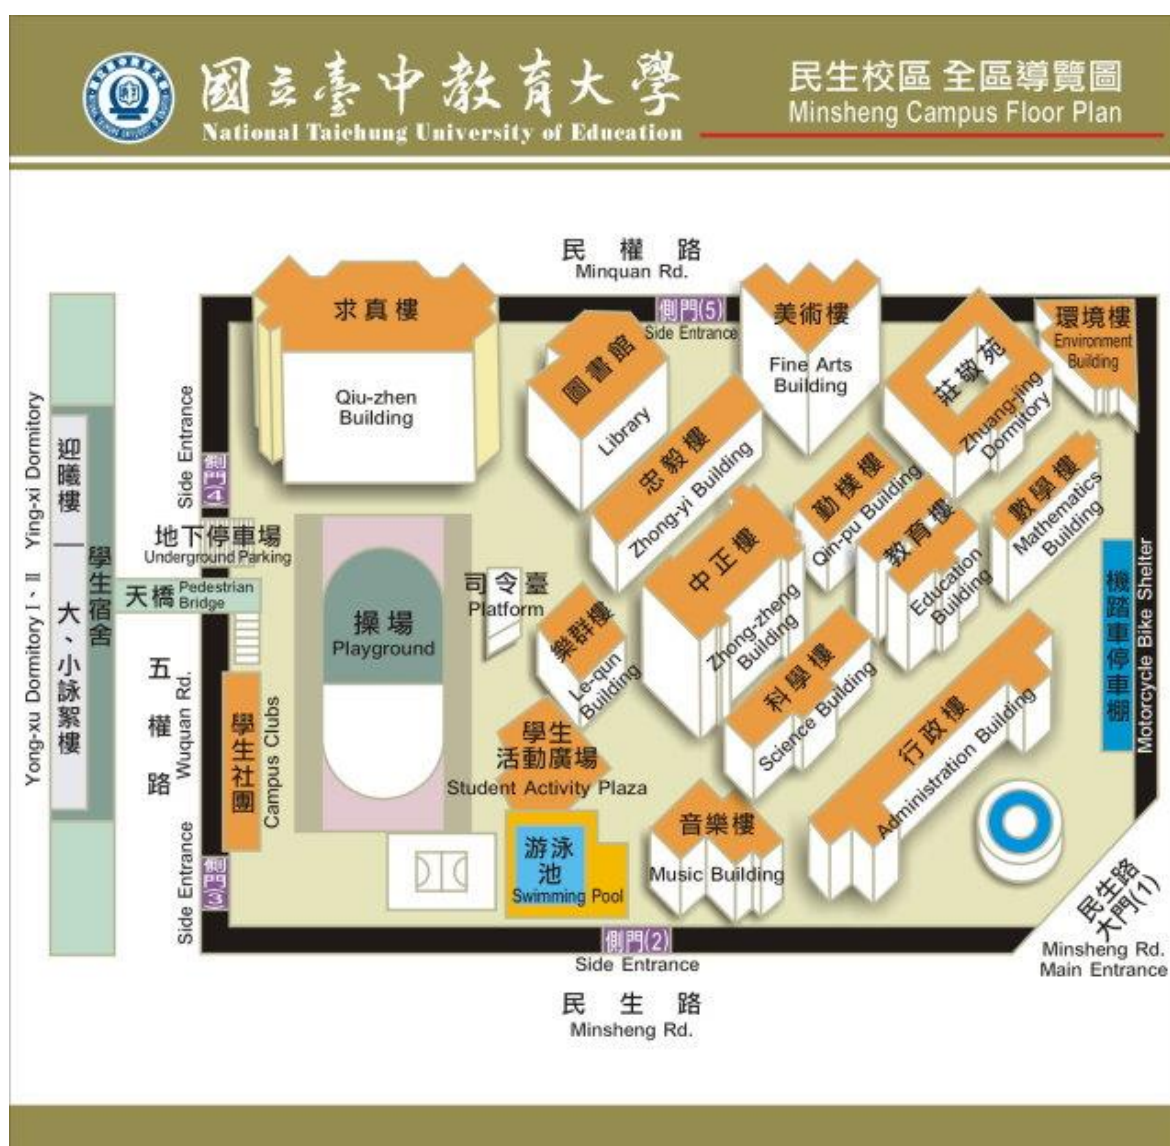 國立臺中教育大學
National Taichung University of Education
民生校區 全區導覽圖
Minsheng Campus Floor Plan
民權路
Minquan Rd.
側門(5)
Side Entrance
求真樓
Qiu-zhen
Building
圖書館
Library
美術樓
Fine Arts
Building
莊敬苑
Zhuang-jing
Dormitory
環境樓
Environment
Building
忠毅樓
Zhong-yi Building
勤樸樓
Qin-pu Building
教育樓
Education
Building
數學樓
Mathematics
Building
中正樓
Zhong-zheng
Building
Side Entrance
側門(4)
地下停車場
Underground Parking
天橋
Pedestrian
Bridge
Ying-xi Dormitory
迎曦樓
學生宿舍
Yong-xu Dormitory I、II
大、小詠絮樓
五權路
Wuquan Rd.
學生社團
Campus Clubs
操場
Playground
司令臺
Platform
樂群樓
Le-qun
Building
科學樓
Science Building
行政樓
Administration Building
機踏車停車棚
Motorcycle Bike Shelter
學生
活動廣場
Student Activity Plaza
游泳
池
Swimming Pool
音樂樓
Music Building
Side Entrance
側門(3)
側門(2)
Side Entrance
民生路
大門(1)
Minsheng Rd.
Main Entrance
民生路
Minsheng Rd.